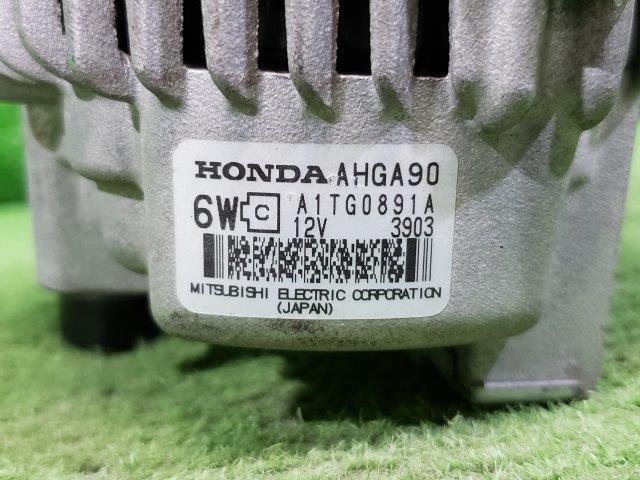 HONDA AHGA90
6W C A1TG0891A
12V 3903
MITSUBISHI ELECTRIC CORPORATION
(JAPAN)